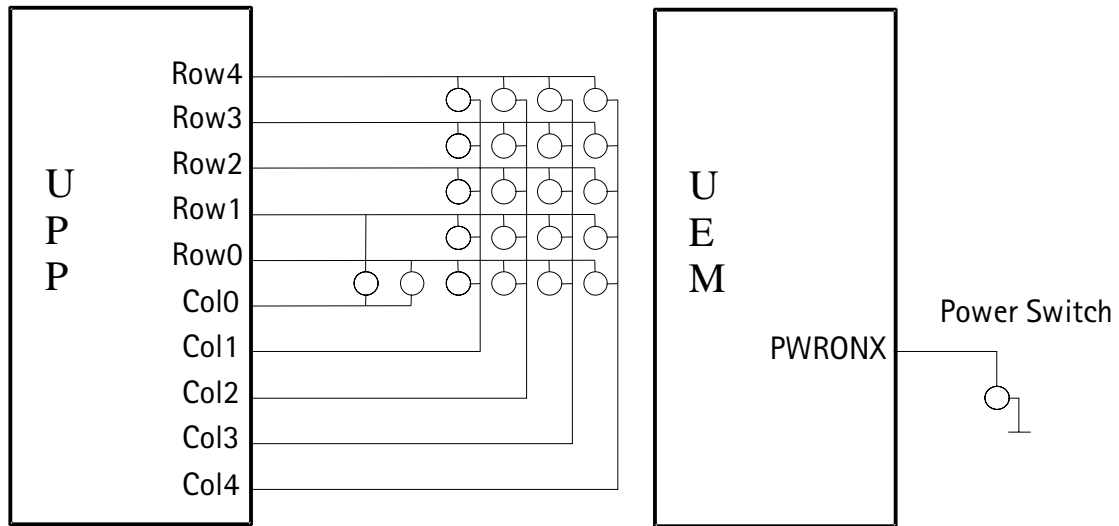 Row4
Row3
Row2
Row1
Row0
Col0
Col1
Col2
Col3
Col4
U
P
P
U
E
M
PWRONX
Power Switch